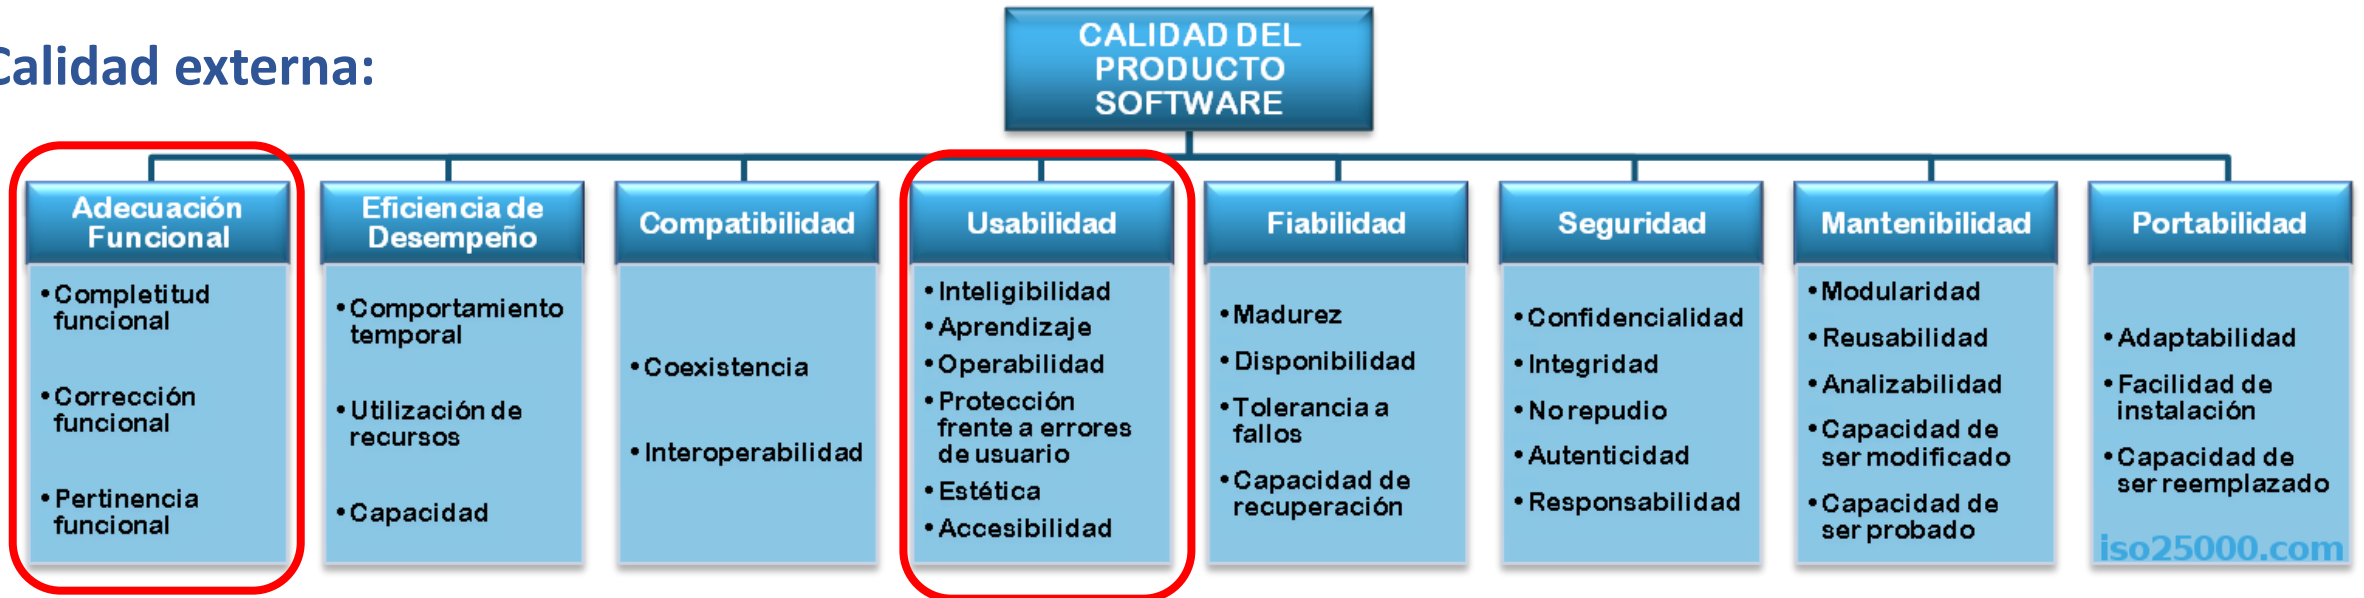 Calidad externa:
CALIDAD DEL
PRODUCTO
SOFTWARE
Adecuación
Funcional
•Completitud
funcional
•Corrección
funcional
•Pertinencia
funcional
Eficiencia de
Desempeño
•Comportamiento
temporal
•Utilización de
recursos
•Capacidad
Compatibilidad
•Coexistencia
•Interoperabilidad
Usabilidad
•Inteligibilidad
•Aprendizaje
•Operabilidad
•Protección
frente a errores
de usuario
•Estética
•Accesibilidad
Fiabilidad
•Madurez
•Disponibilidad
•Tolerancia a
fallos
•Capacidad de
recuperación
Seguridad
•Confidencialidad
•Integridad
•No repudio
•Autenticidad
•Responsabilidad
Mantenibilidad
•Modularidad
•Reusabilidad
•Analizabilidad
•Capacidad de
ser modificado
•Capacidad de
ser probado
Portabilidad
•Adaptabilidad
•Facilidad de
instalación
•Capacidad de
ser reemplazado
iso25000.com